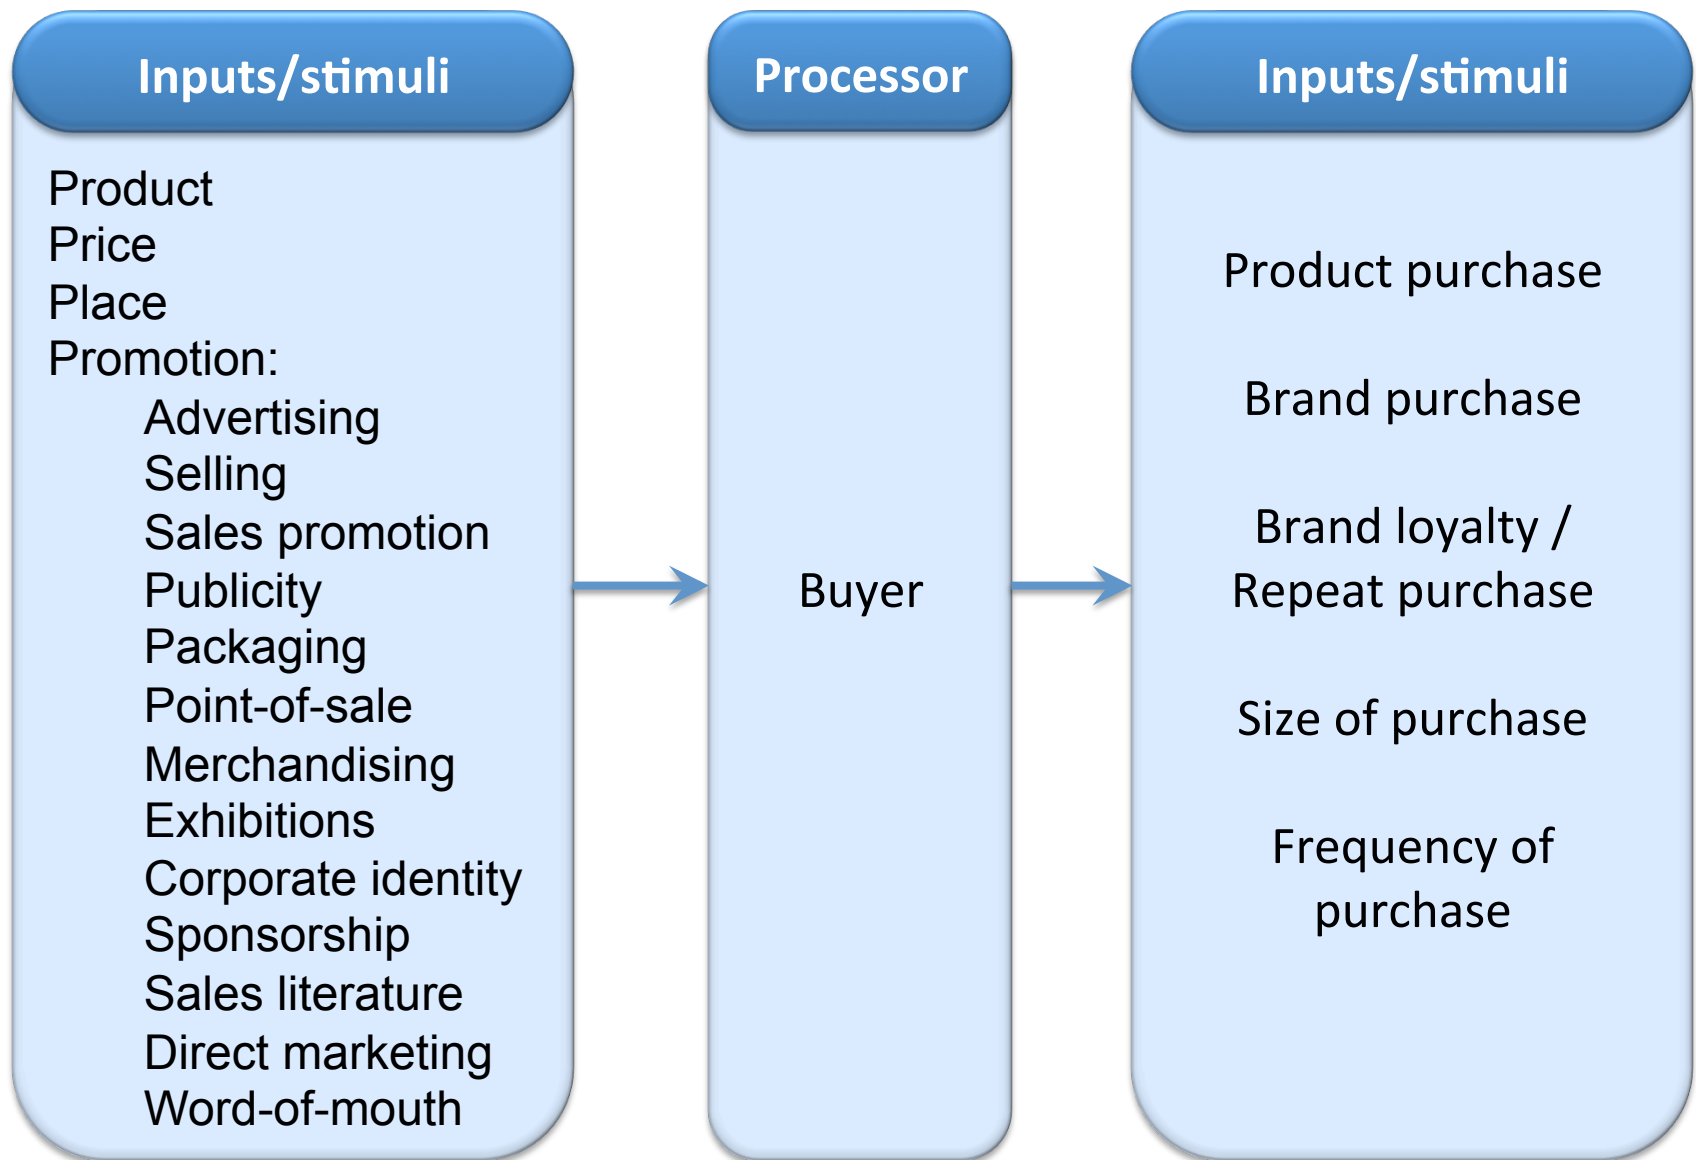 Inputs/stimuli
Product
Price
Place
Promotion:
Advertising
Selling
Sales promotion
Publicity
Packaging
Point-of-sale
Merchandising
Exhibitions
Corporate identity
Sponsorship
Sales literature
Direct marketing
Word-of-mouth
Processor
Buyer
Inputs/stimuli
Product purchase
Brand purchase
Brand loyalty /
Repeat purchase
Size of purchase
Frequency of
purchase